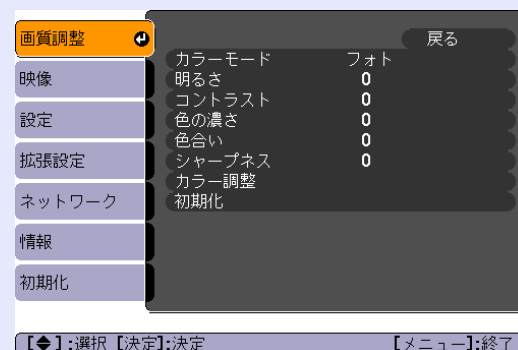 画質調整
映像
設定
拡張設定
ネットワーク
情報
初期化
戻る
カラーモード フォト
明るさ 0
コントラスト 0
色の濃さ 0
色合い 0
シャープネス 0
カラー調整
初期化
【◆】:選択 【決定】:決定 【メニュー】:終了